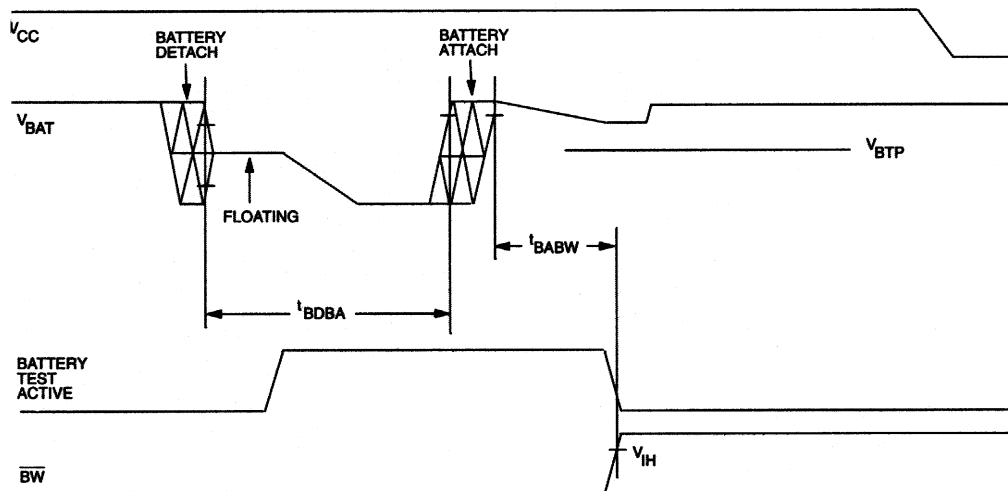 VCC
BATTERY
DETACH
BATTERY
ATTACH
VBAT
VBTP
FLOATING
tBABW
tBDBA
BATTERY
TEST
ACTIVE
VIH
BW